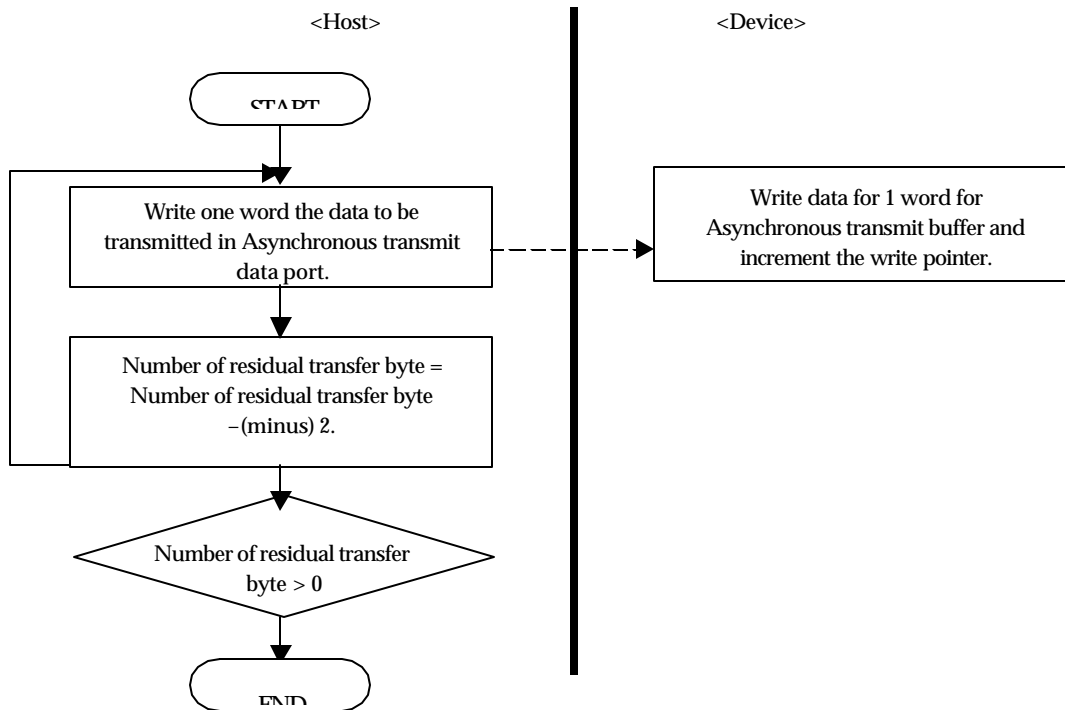 <Host>
<Device>
START
Write one word the data to be
transmitted in Asynchronous transmit
data port.
Write data for 1 word for
Asynchronous transmit buffer and
increment the write pointer.
Number of residual transfer byte =
Number of residual transfer byte
−(minus) 2.
Number of residual transfer
byte > 0
END